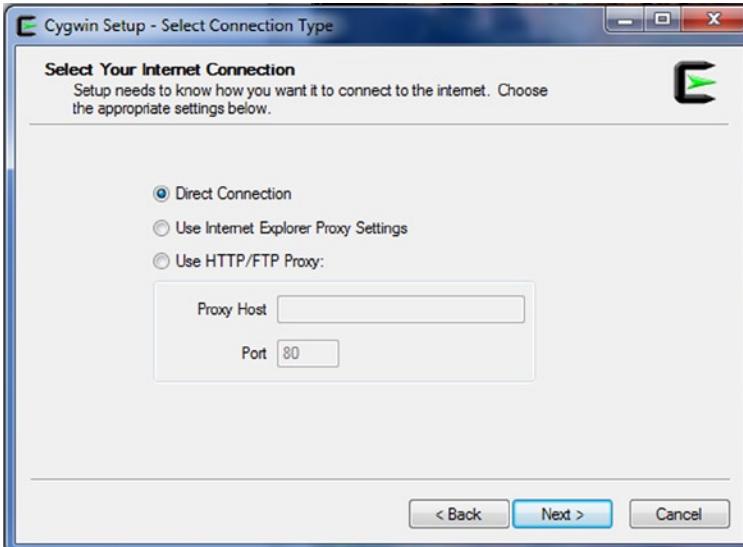 Cygwin Setup - Select Connection Type
Select Your Internet Connection
Setup needs to know how you want it to connect to the internet. Choose
the appropriate settings below.
Direct Connection
Use Internet Explorer Proxy Settings
Use HTTP/FTP Proxy:
Proxy Host
Port 80
< Back Next > Cancel